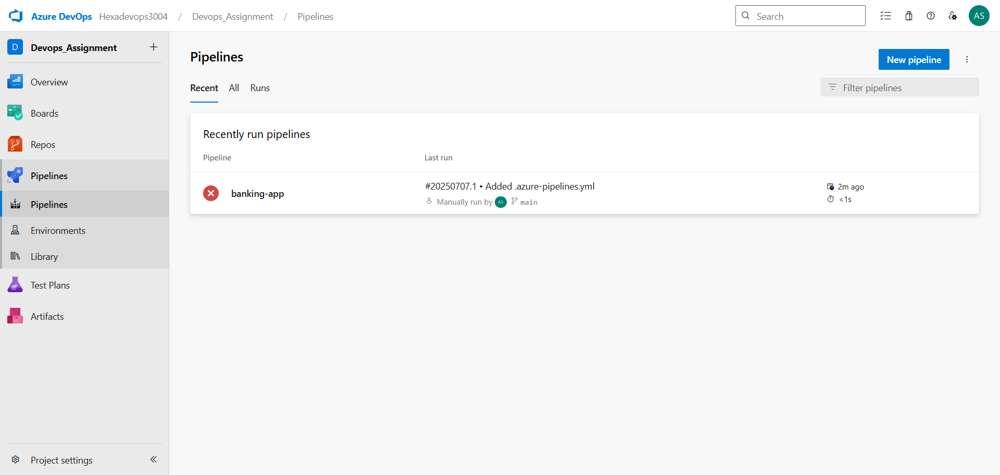 Azure DevOps Hexadevops3004 / Devops_Assignment / Pipelines
Search
AS
D Devops_Assignment
Overview
Boards
Repos
Pipelines
Pipelines
Environments
Library
Test Plans
Artifacts
Project settings
Pipelines
New pipeline
Recent All Runs
Filter pipelines
Recently run pipelines
Pipeline Last run
banking-app
#20250707.1 • Added .azure-pipelines.yml
Manually run by AS main
2m ago
<1s